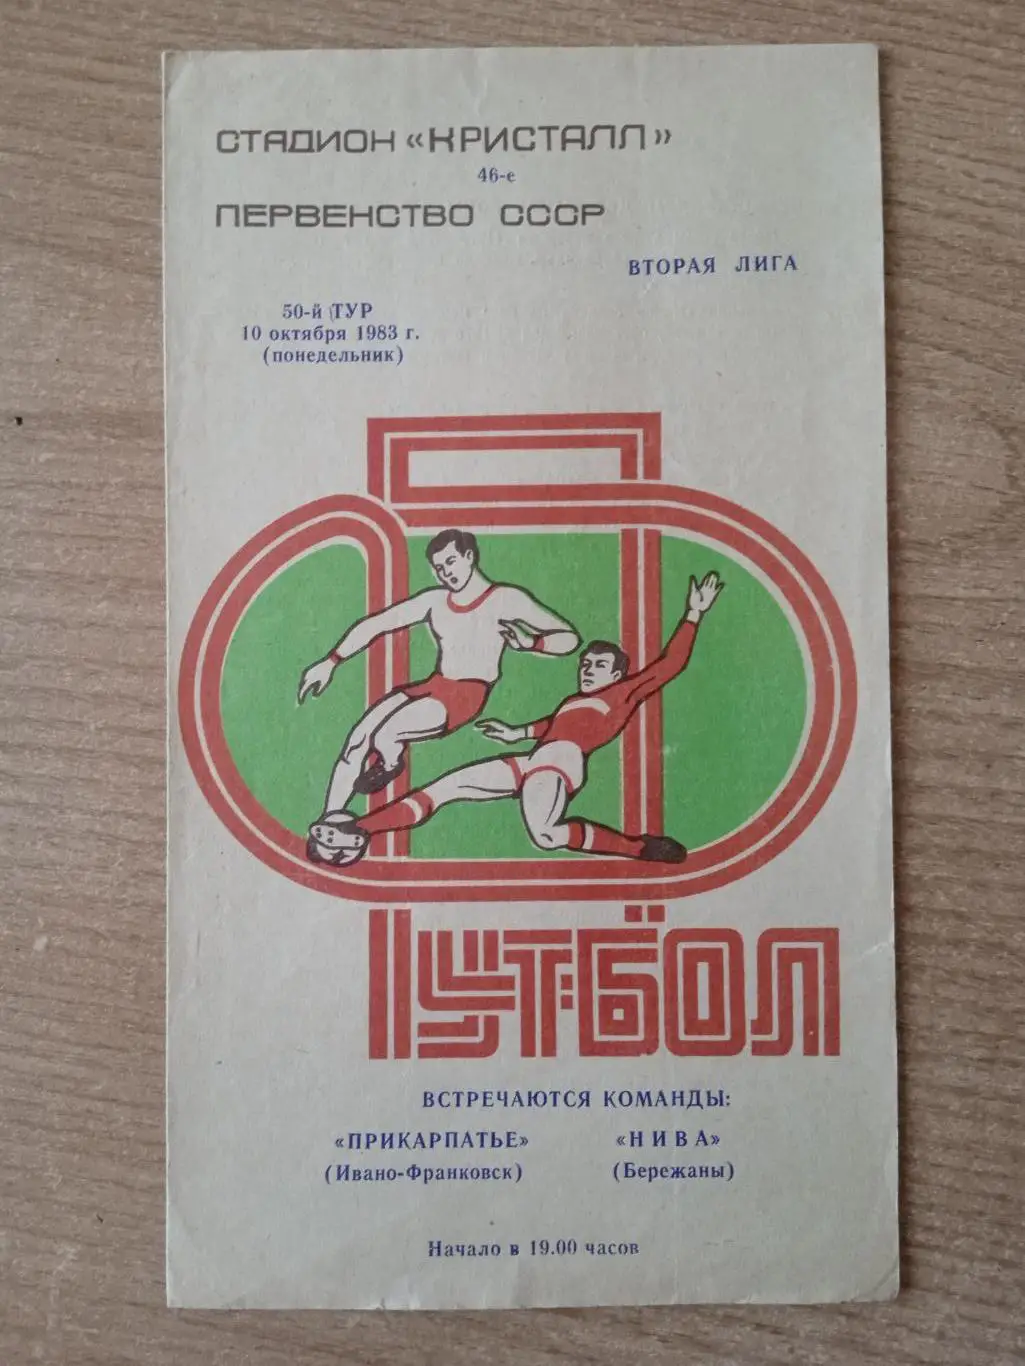 СТАДИОН «КРИСТАЛЛ»
46-е
ПЕРВЕНСТВО СССР
ВТОРАЯ ЛИГА
50-й ТУР
10 октября 1983 г.
(понедельник)
ФУТБОЛ
ВСТРЕЧАЮТСЯ КОМАНДЫ:
«ПРИКАРПАТЬЕ» «НИВА»
(Ивано-Франковск) (Бережаны)
Начало в 19.00 часов